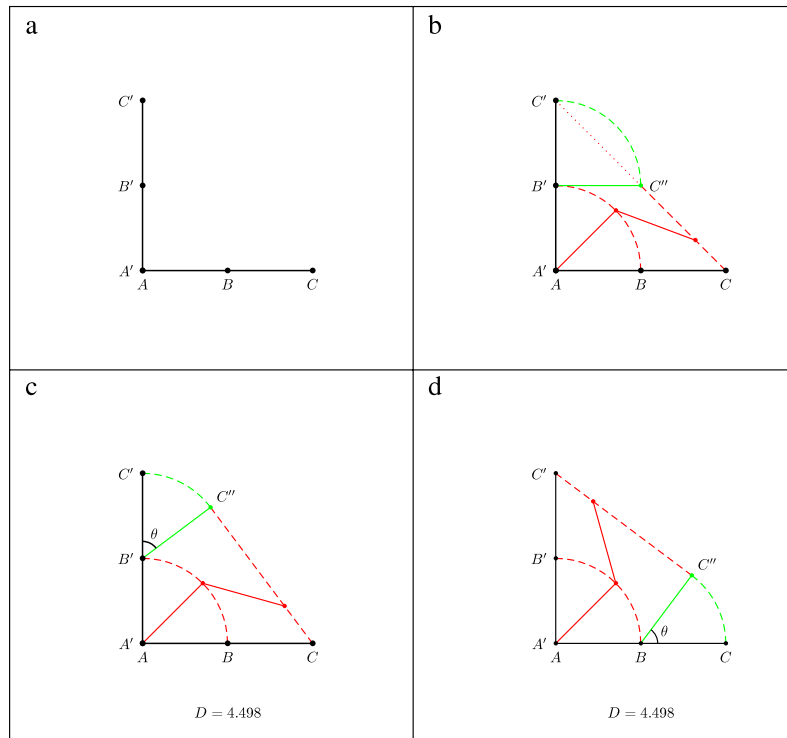 a
C′
B′
A′
A B C
b
C′
B′ C″
A′
A B C
c
C′
C″
θ
B′
A′
A B C
D = 4.498
d
C′
C″
B′
θ
A′
A B C
D = 4.498